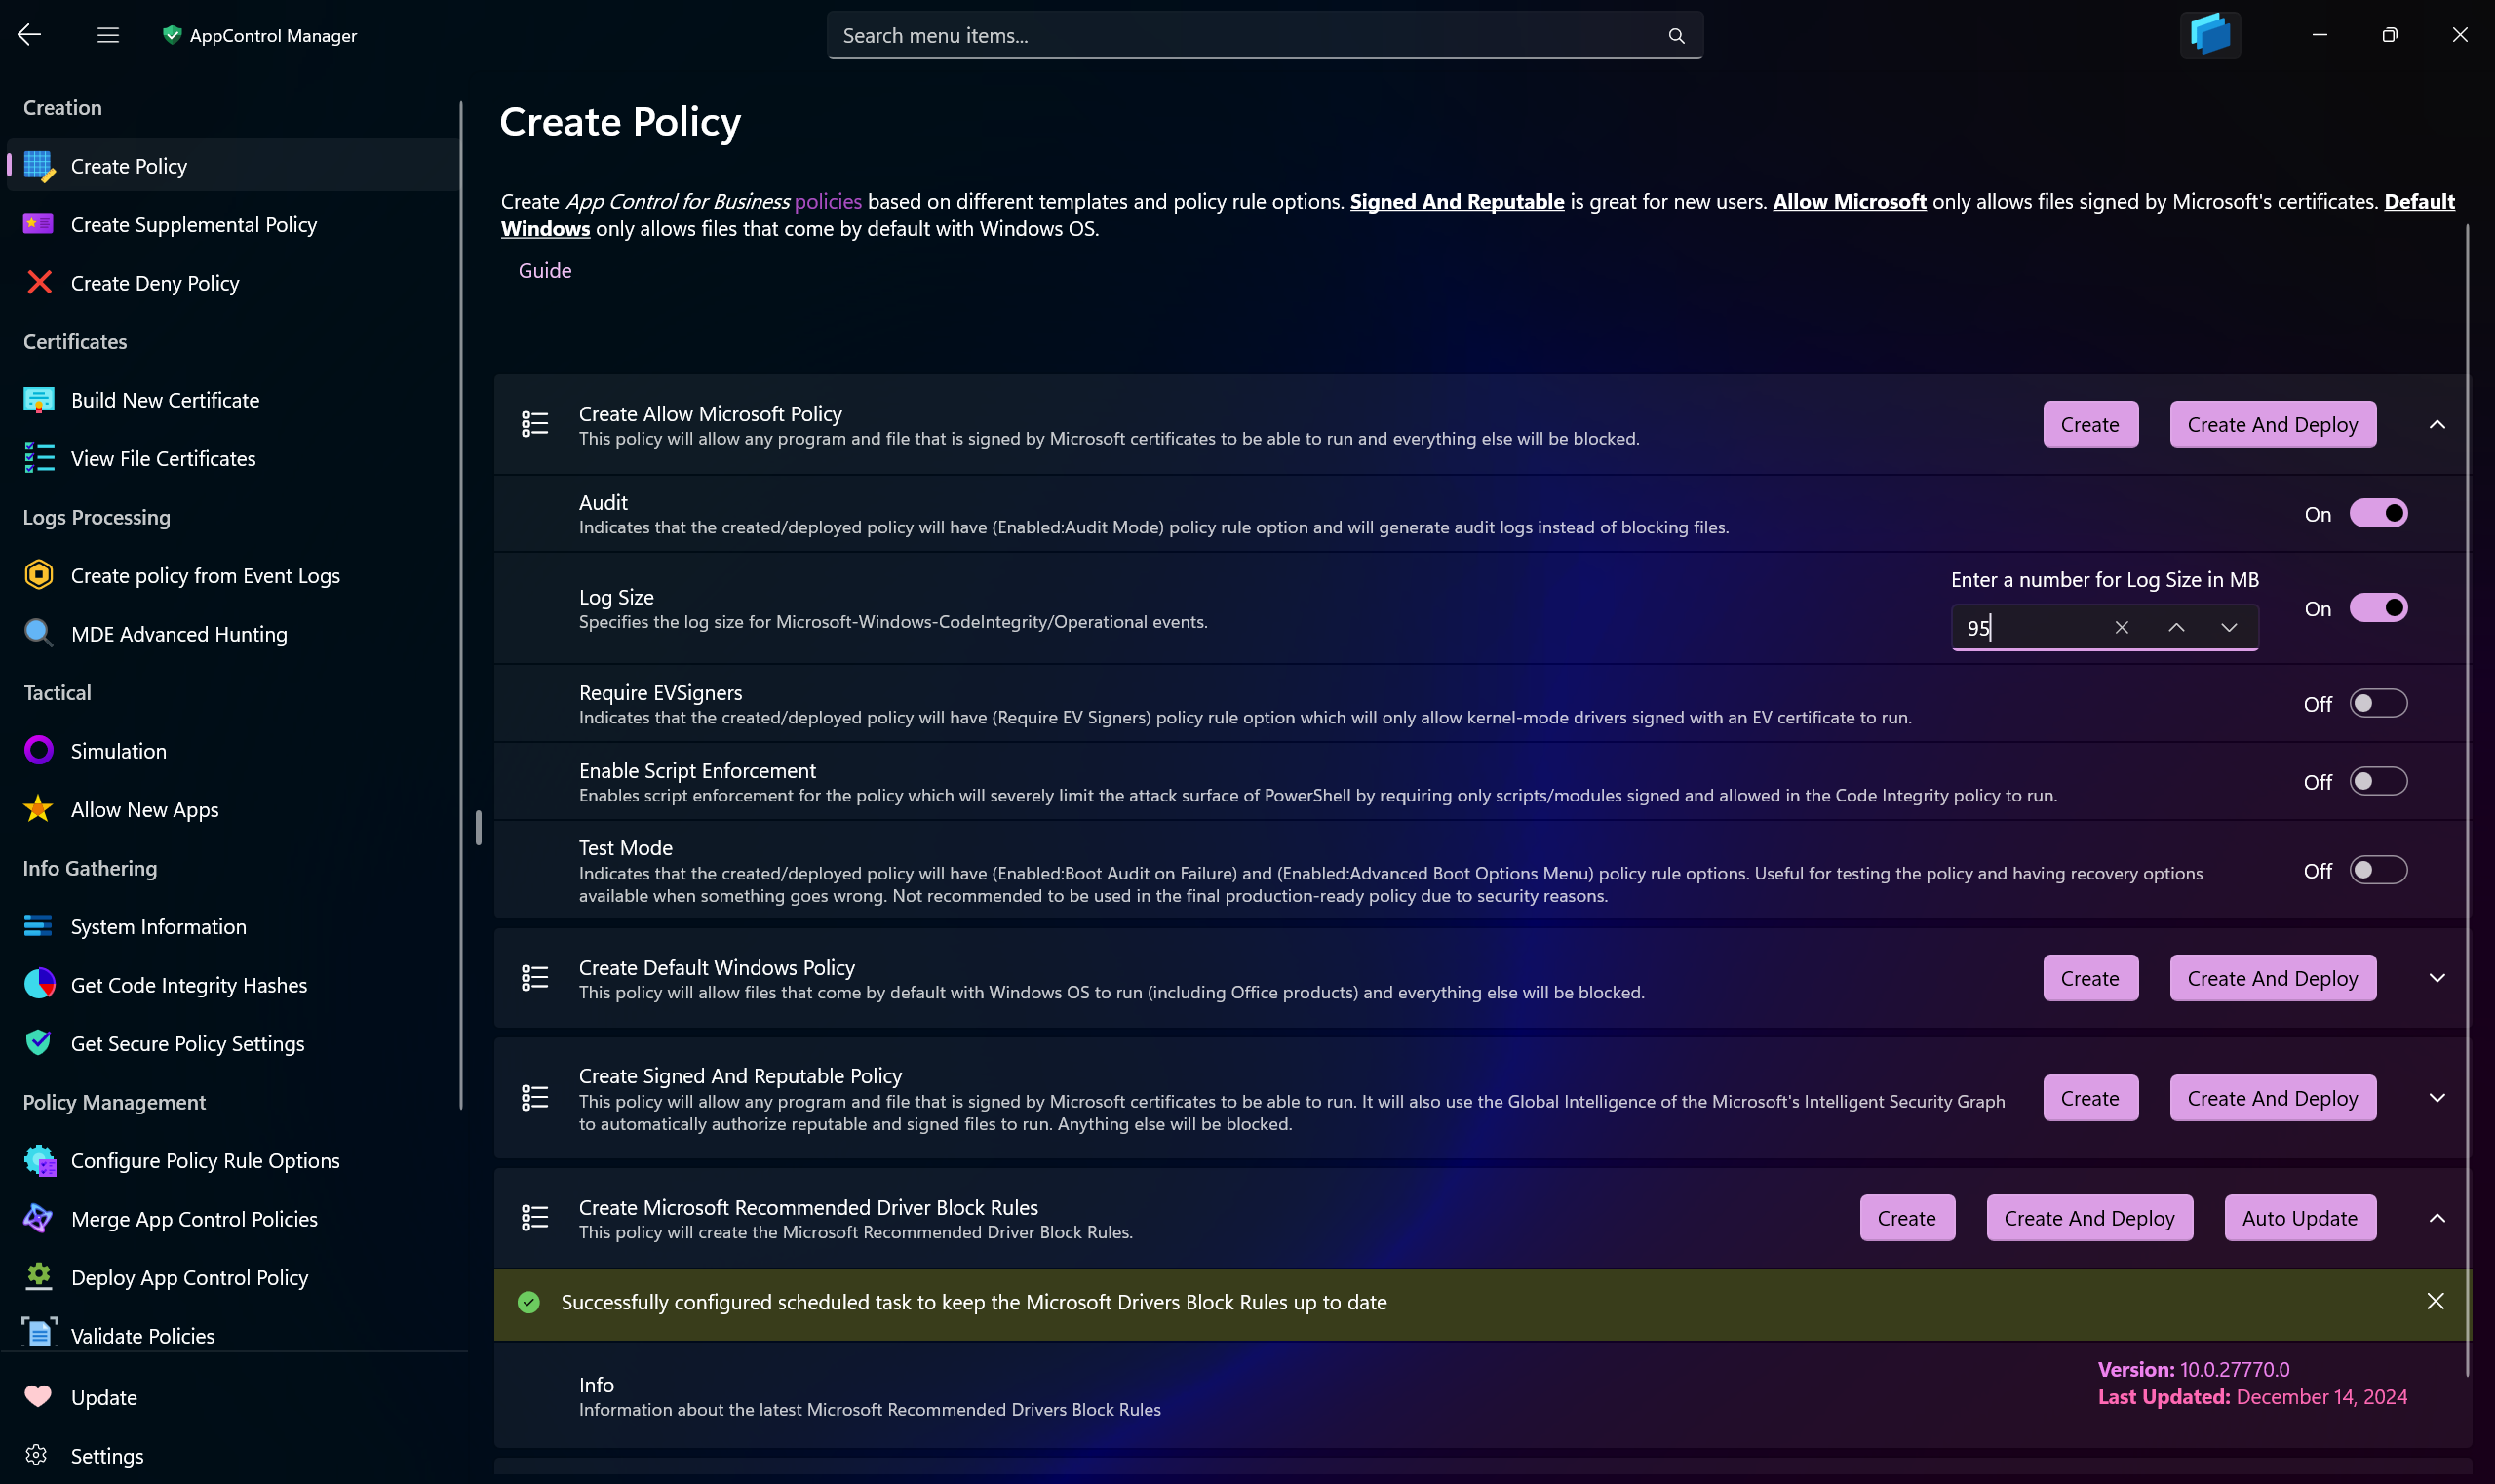 AppControl Manager
Search menu items...
Creation
Create Policy
Create Supplemental Policy
Create Deny Policy
Certificates
Build New Certificate
View File Certificates
Logs Processing
Create policy from Event Logs
MDE Advanced Hunting
Tactical
Simulation
Allow New Apps
Info Gathering
System Information
Get Code Integrity Hashes
Get Secure Policy Settings
Policy Management
Configure Policy Rule Options
Merge App Control Policies
Deploy App Control Policy
Validate Policies
Update
Settings
Create Policy
Create App Control for Business policies based on different templates and policy rule options. Signed And Reputable is great for new users. Allow Microsoft only allows files signed by Microsoft's certificates. Default
Windows only allows files that come by default with Windows OS.
Guide
Create Allow Microsoft Policy
This policy will allow any program and file that is signed by Microsoft certificates to be able to run and everything else will be blocked.
Create
Create And Deploy
Audit
Indicates that the created/deployed policy will have (Enabled:Audit Mode) policy rule option and will generate audit logs instead of blocking files.
On
Log Size
Specifies the log size for Microsoft-Windows-CodeIntegrity/Operational events.
Enter a number for Log Size in MB
95
On
Require EVSigners
Indicates that the created/deployed policy will have (Require EV Signers) policy rule option which will only allow kernel-mode drivers signed with an EV certificate to run.
Off
Enable Script Enforcement
Enables script enforcement for the policy which will severely limit the attack surface of PowerShell by requiring only scripts/modules signed and allowed in the Code Integrity policy to run.
Off
Test Mode
Indicates that the created/deployed policy will have (Enabled:Boot Audit on Failure) and (Enabled:Advanced Boot Options Menu) policy rule options. Useful for testing the policy and having recovery options
available when something goes wrong. Not recommended to be used in the final production-ready policy due to security reasons.
Off
Create Default Windows Policy
This policy will allow files that come by default with Windows OS to run (including Office products) and everything else will be blocked.
Create
Create And Deploy
Create Signed And Reputable Policy
This policy will allow any program and file that is signed by Microsoft certificates to be able to run. It will also use the Global Intelligence of the Microsoft's Intelligent Security Graph
to automatically authorize reputable and signed files to run. Anything else will be blocked.
Create
Create And Deploy
Create Microsoft Recommended Driver Block Rules
This policy will create the Microsoft Recommended Driver Block Rules.
Create
Create And Deploy
Auto Update
Successfully configured scheduled task to keep the Microsoft Drivers Block Rules up to date
Info
Information about the latest Microsoft Recommended Drivers Block Rules
Version: 10.0.27770.0
Last Updated: December 14, 2024